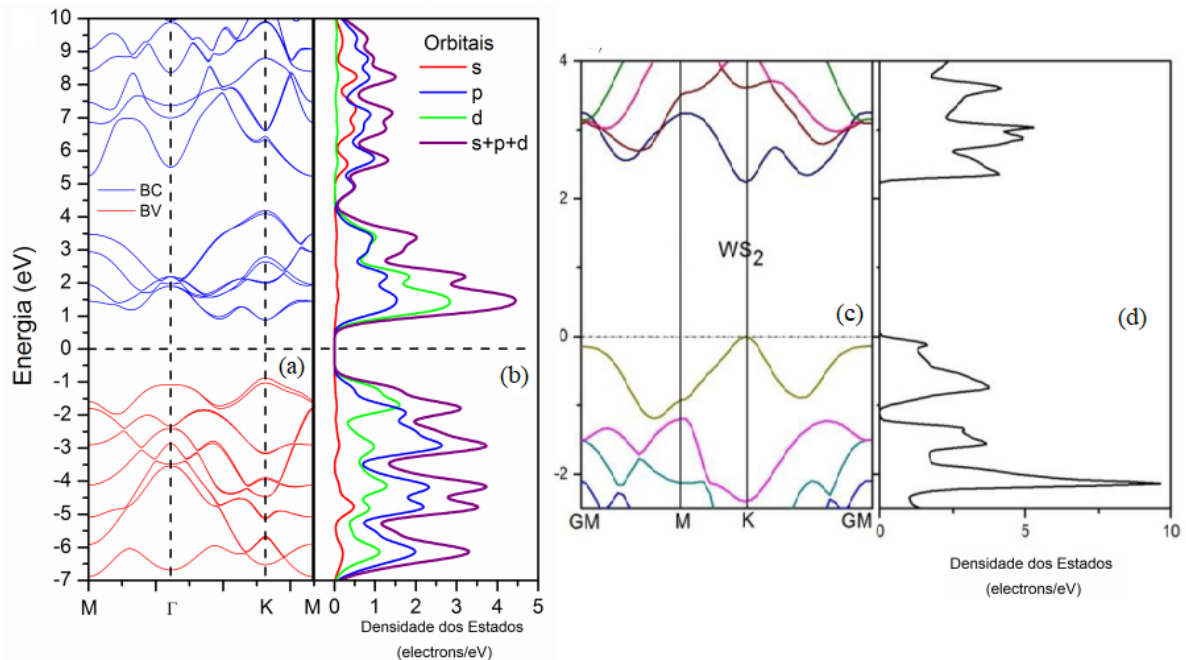 Energia (eV)
10
9
8
7
6
5
4
3
2
1
0
-1
-2
-3
-4
-5
-6
-7
BC
BV
(a)
M Γ K M
Orbitais
s
p
d
s+p+d
(b)
0 1 2 3 4 5
Densidade dos Estados
(electrons/eV)
4
2
0
-2
WS2
(c)
GM M K GM
(d)
0 5 10
Densidade dos Estados
(electrons/eV)